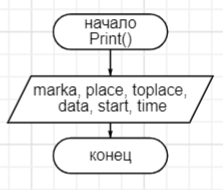 начало
Print()
marka, place, toplace,
data, start, time
конец